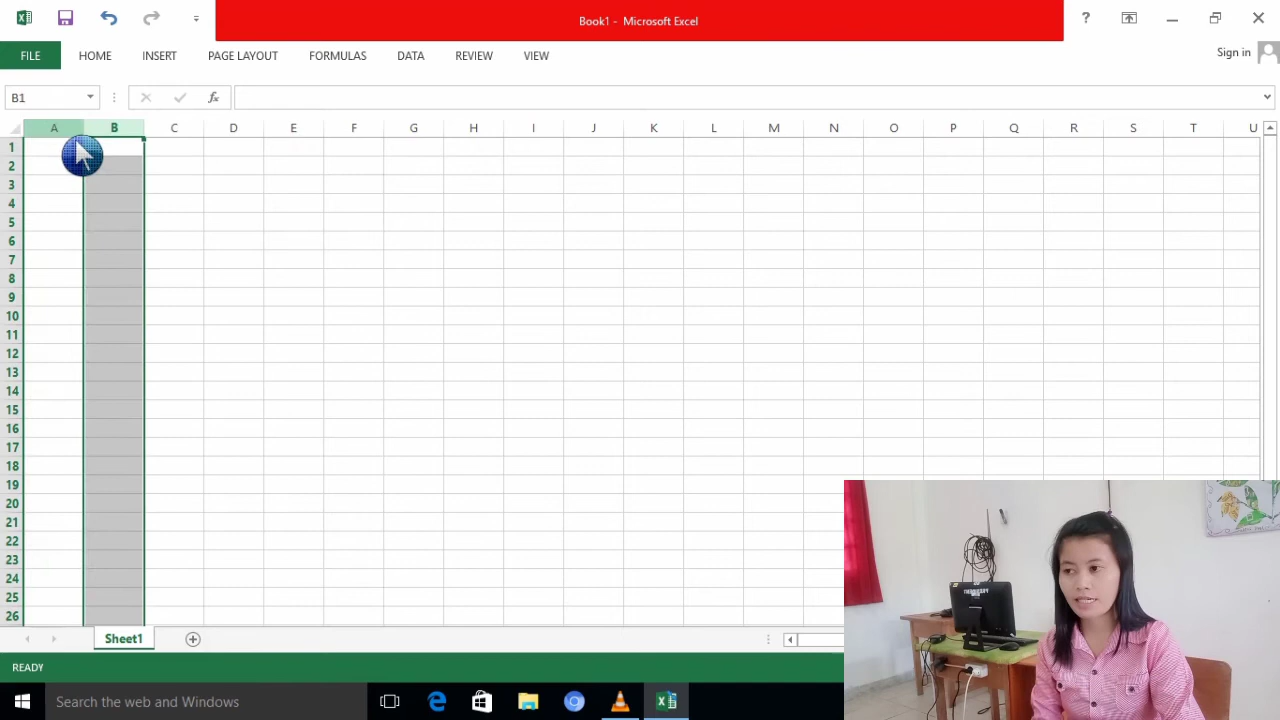 Book1 - Microsoft Excel
FILE HOME INSERT PAGE LAYOUT FORMULAS DATA REVIEW VIEW
Sign in
B1
fx
A B C D E F G H I J K L M N O P Q R S T U
1
2
3
4
5
6
7
8
9
10
11
12
13
14
15
16
17
18
19
20
21
22
23
24
25
26
Sheet1
READY
Search the web and Windows